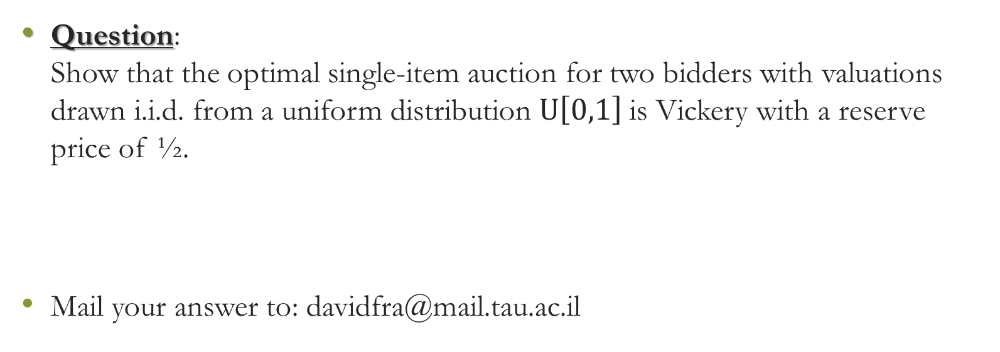 • Question:
Show that the optimal single-item auction for two bidders with valuations
drawn i.i.d. from a uniform distribution U[0,1] is Vickery with a reserve
price of ½.
• Mail your answer to: davidfra@mail.tau.ac.il